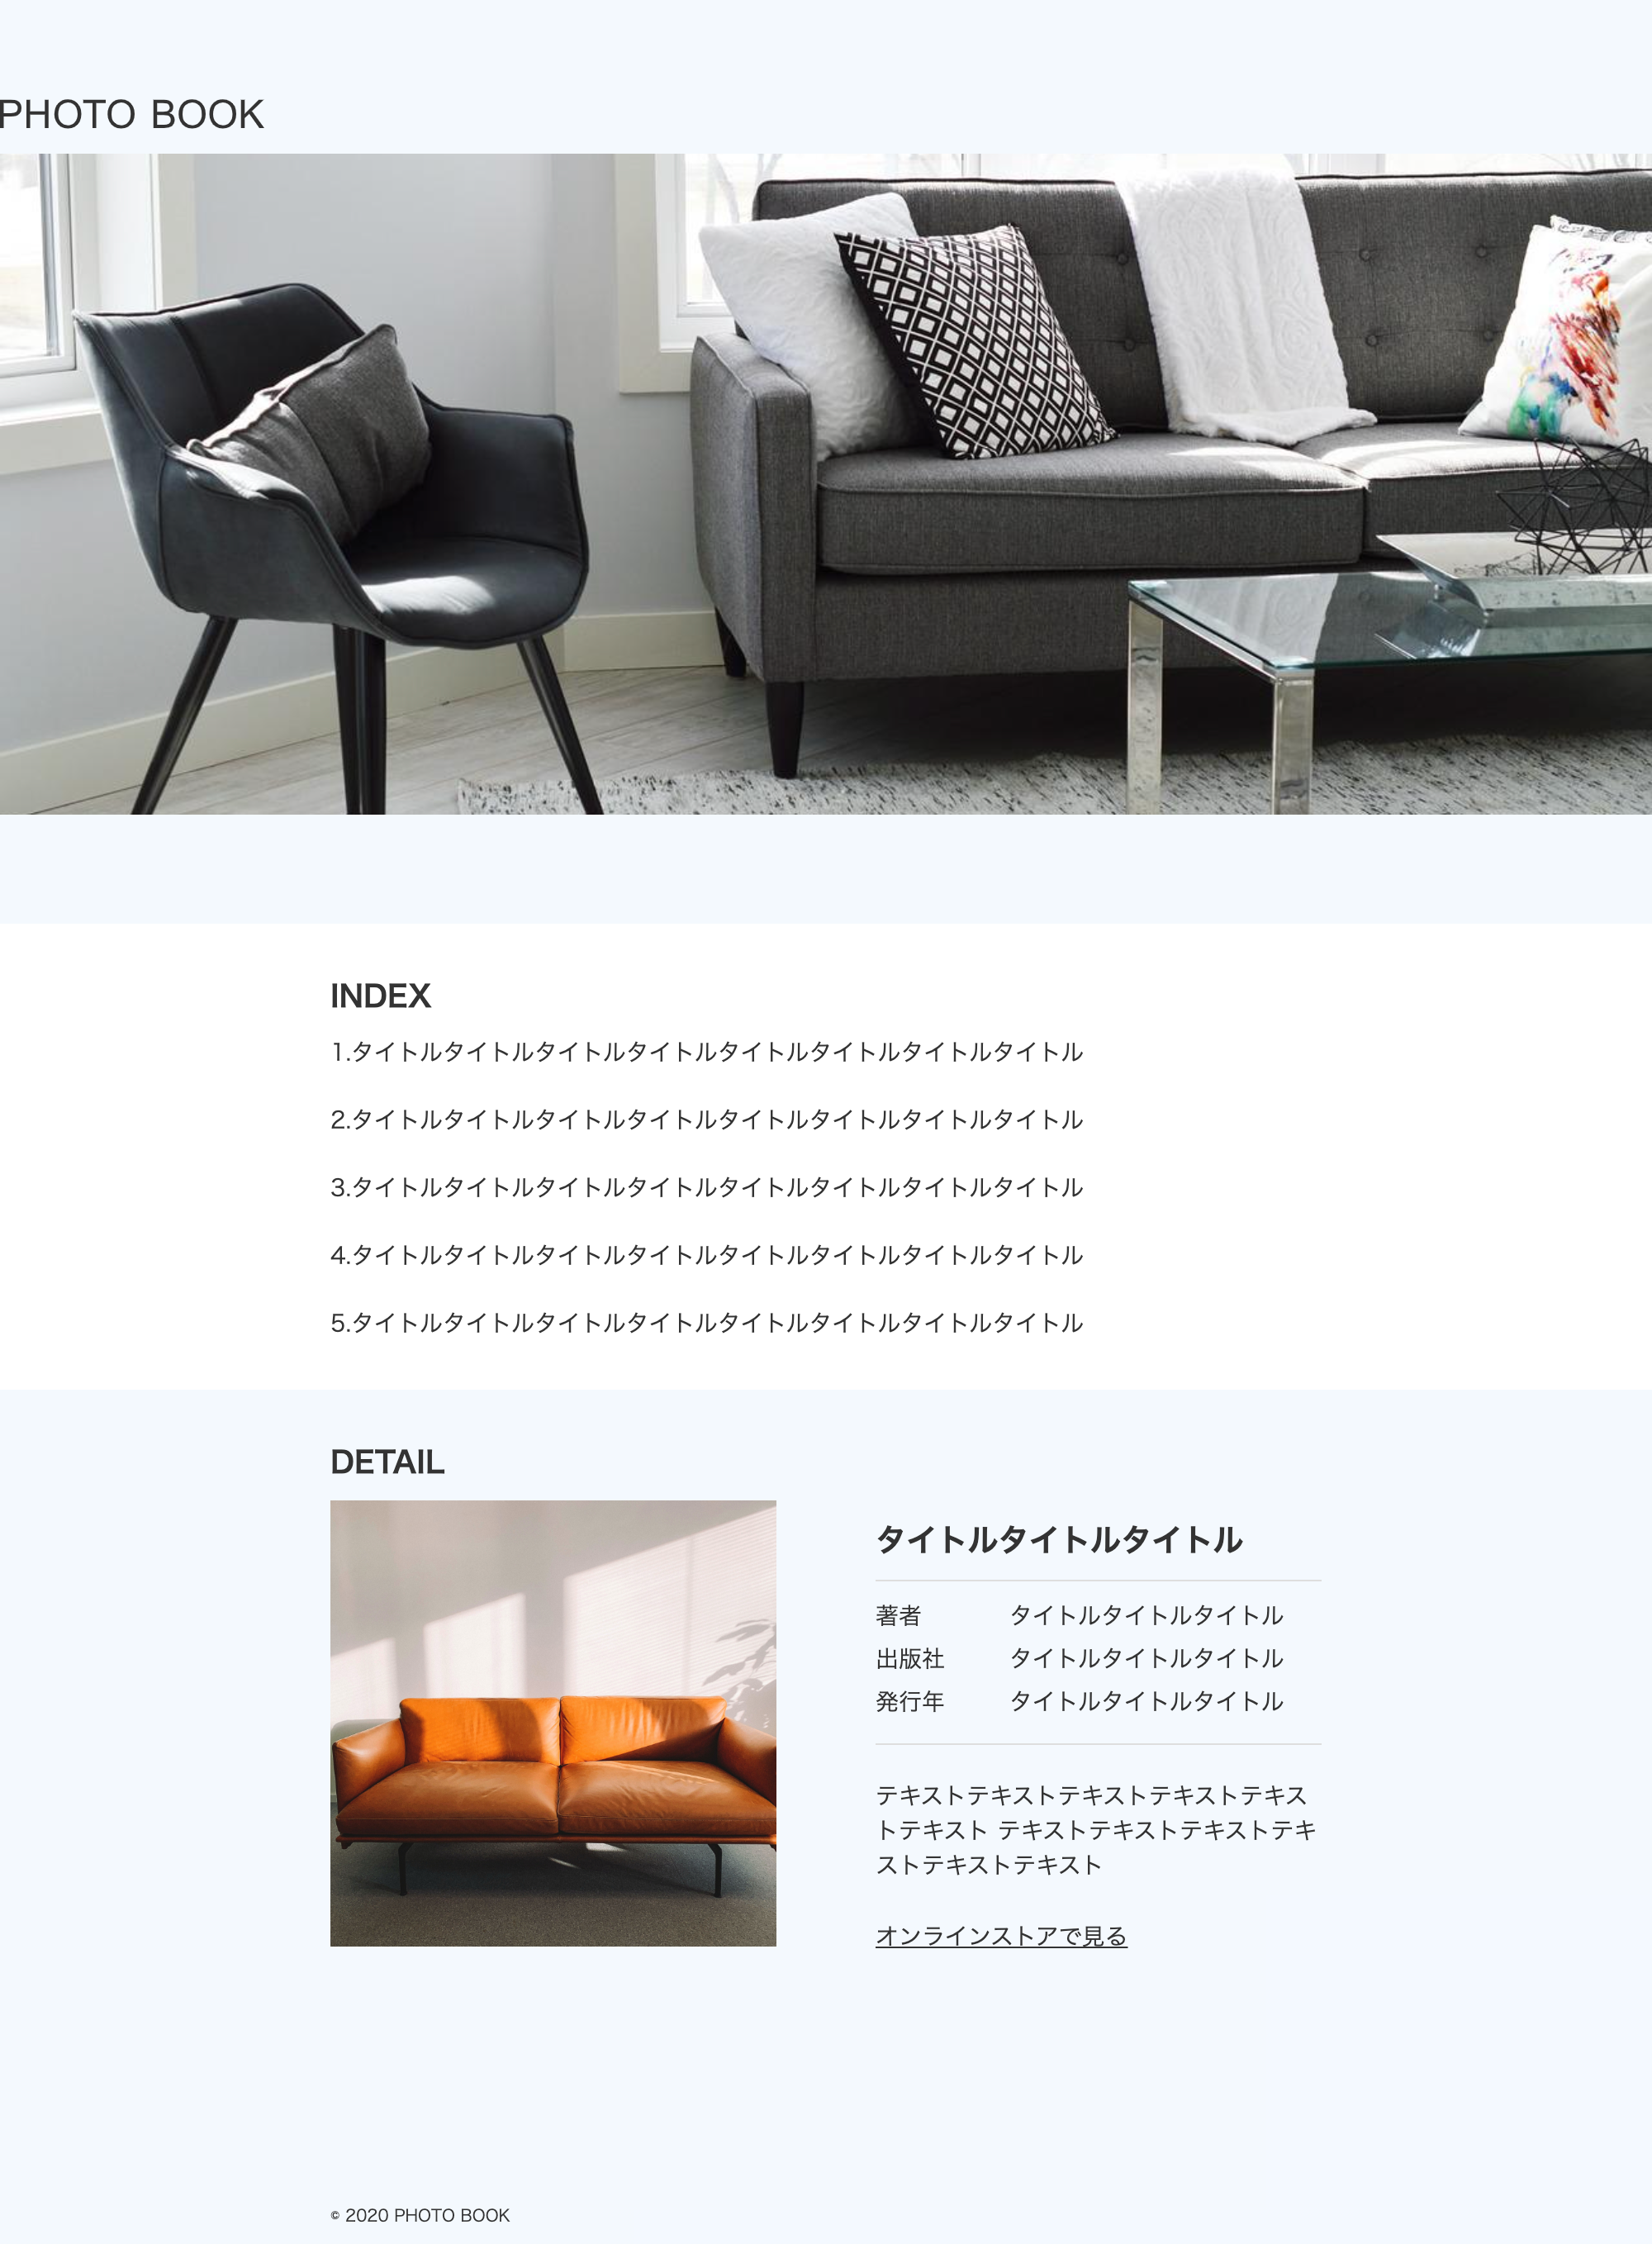 PHOTO BOOK
INDEX
1.タイトルタイトルタイトルタイトルタイトルタイトルタイトルタイトル
2.タイトルタイトルタイトルタイトルタイトルタイトルタイトルタイトル
3.タイトルタイトルタイトルタイトルタイトルタイトルタイトルタイトル
4.タイトルタイトルタイトルタイトルタイトルタイトルタイトルタイトル
5.タイトルタイトルタイトルタイトルタイトルタイトルタイトルタイトル
DETAIL
タイトルタイトルタイトルタイトル
著者 タイトルタイトルタイトル
出版社 タイトルタイトルタイトル
発行年 タイトルタイトルタイトル
テキストテキストテキストテキストテキス
トテキスト テキストテキストテキストテキ
ストテキストテキスト
オンラインストアで見る
© 2020 PHOTO BOOK